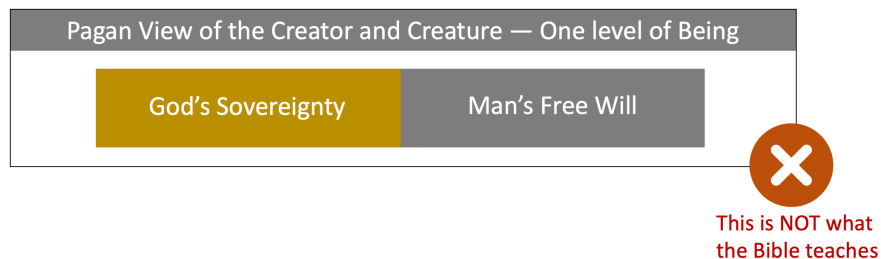 Pagan View of the Creator and Creature — One level of Being
God’s Sovereignty
Man’s Free Will
This is NOT what
the Bible teaches